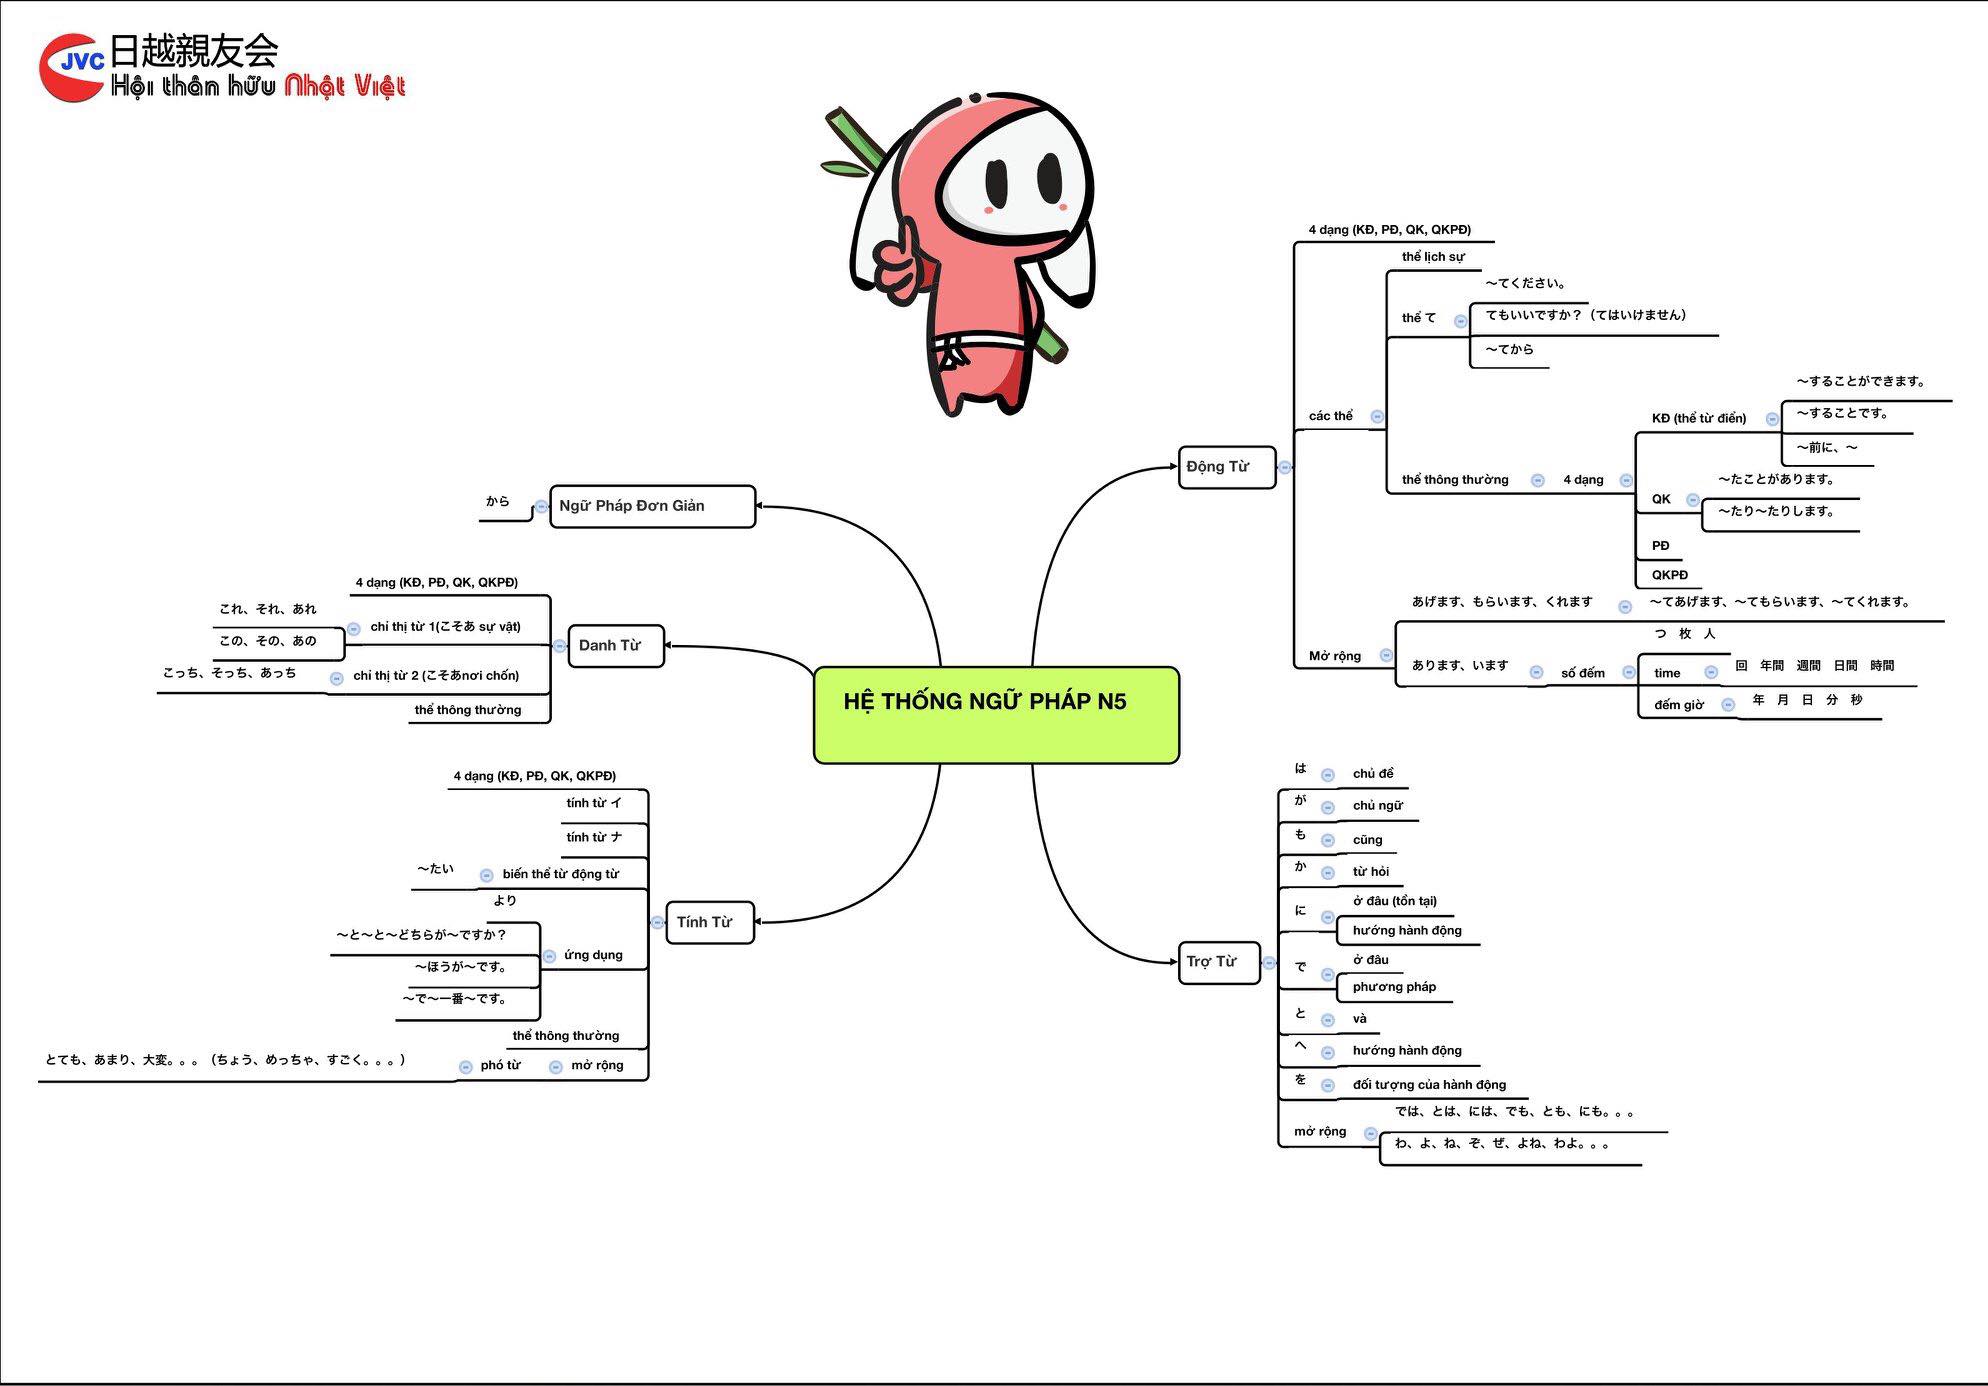 JVC
日越親友会
Hội thân hữu Nhật Việt
HỆ THỐNG NGỮ PHÁP N5
Động Từ
4 dạng (KĐ, PĐ, QK, QKPĐ)
các thể
thể lịch sự
thể て
～てください。
てもいいですか？（てはいけません）
～てから
thể thông thường
4 dạng
KĐ (thể từ điển)
～することができます。
～することです。
～前に、～
QK
～たことがあります。
～たり～たりします。
PĐ
QKPĐ
Mở rộng
あげます、もらいます、くれます
～てあげます、～てもらいます、～てくれます。
あります、います
số đếm
つ　枚　人
time
回　年間　週間　日間　時間
đếm giờ
年　月　日　分　秒
Trợ Từ
は
chủ đề
が
chủ ngữ
も
cũng
か
từ hỏi
に
ở đâu (tồn tại)
hướng hành động
で
ở đâu
phương pháp
と
và
へ
hướng hành động
を
đối tượng của hành động
mở rộng
では、とは、には、でも、とも、にも。。。
わ、よ、ね、ぞ、ぜ、よね、わよ。。。
Ngữ Pháp Đơn Giản
から
Danh Từ
4 dạng (KĐ, PĐ, QK, QKPĐ)
chỉ thị từ 1(こそあ sự vật)
これ、それ、あれ
この、その、あの
chỉ thị từ 2 (こそあnơi chốn)
こっち、そっち、あっち
thể thông thường
Tính Từ
4 dạng (KĐ, PĐ, QK, QKPĐ)
tính từ イ
tính từ ナ
biến thể từ động từ
～たい
ứng dụng
より
～と～と～どちらが～ですか？
～ほうが～です。
～で～一番～です。
thể thông thường
mở rộng
phó từ
とても、あまり、大変。。。（ちょう、めっちゃ、すごく。。。）